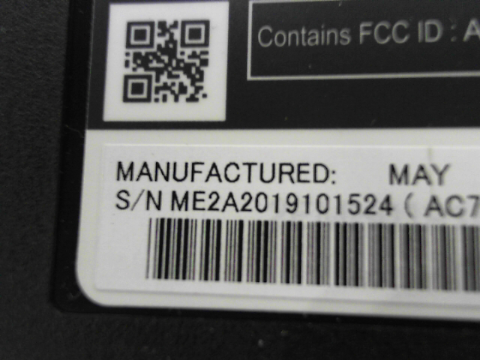 Contains FCC ID : A
MANUFACTURED: MAY
S/N ME2A2019101524 ( AC7